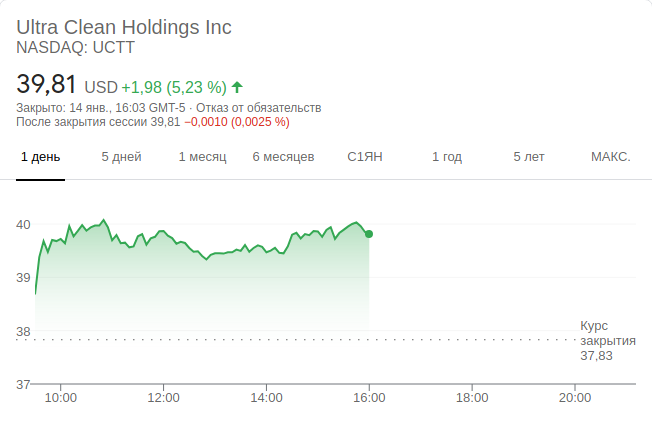 Ultra Clean Holdings Inc
NASDAQ: UCTT
39,81 USD +1,98 (5,23 %)
Закрыто: 14 янв., 16:03 GMT-5 · Отказ от обязательств
После закрытия сессии 39,81 −0,0010 (0,0025 %)
1 день 5 дней 1 месяц 6 месяцев С1ЯН 1 год 5 лет МАКС.
40
39
38
37
Курс
закрытия
37,83
10:00 12:00 14:00 16:00 18:00 20:00